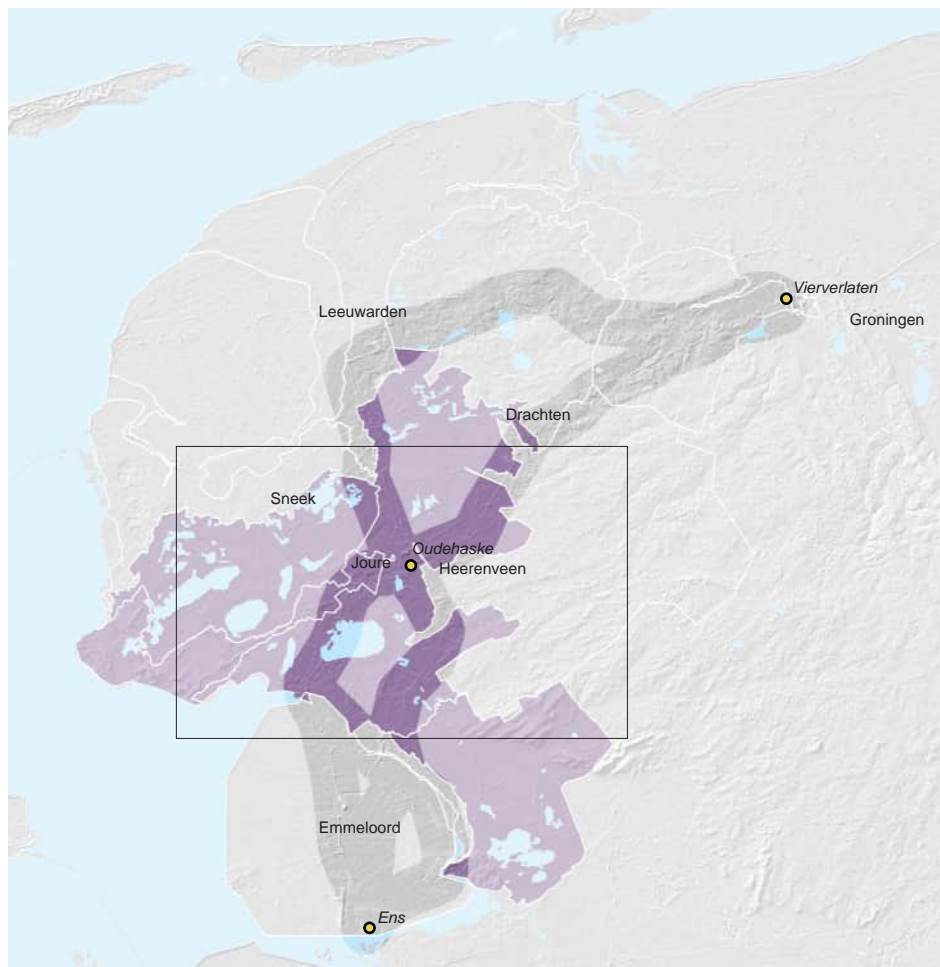 Vierverlaten
Leeuwarden
Groningen
Drachten
Sneek
Oudehaske
Joure
Heerenveen
Emmeloord
Ens